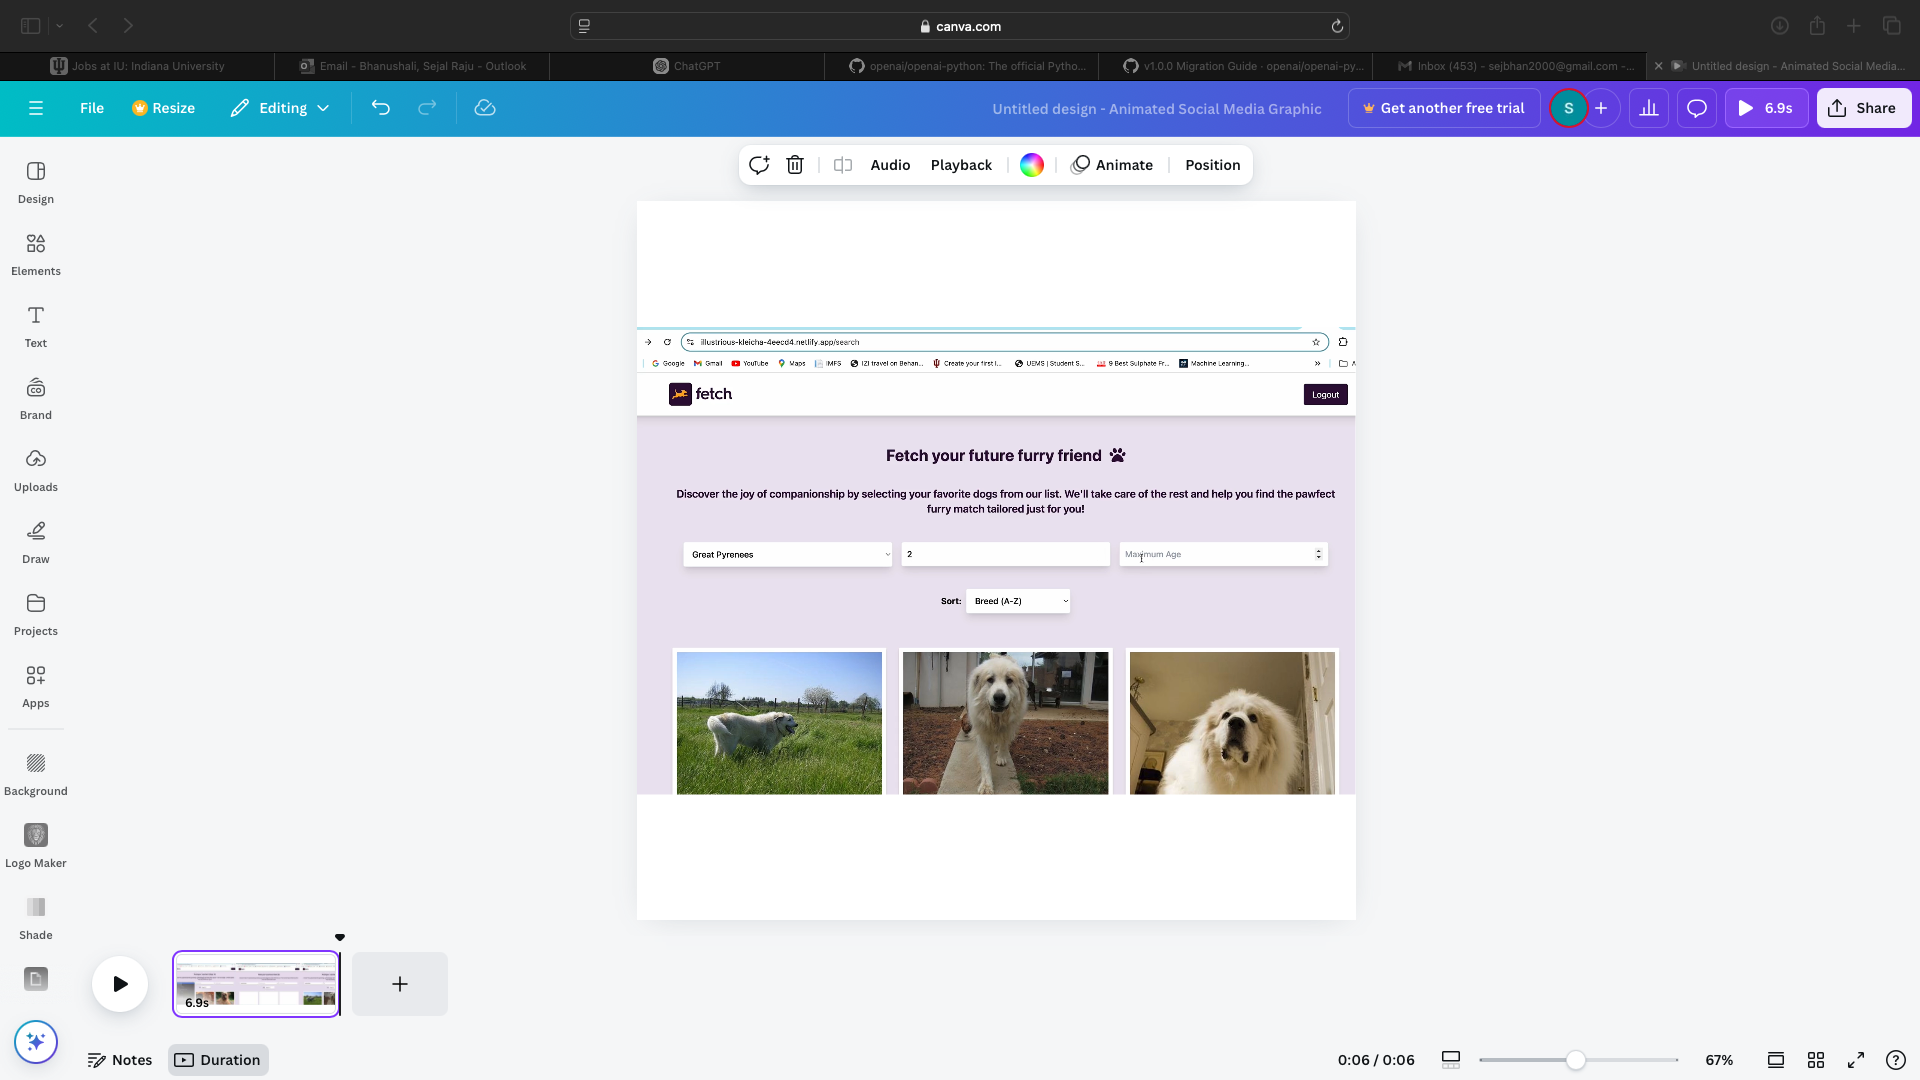 canva.com
Jobs at IU: Indiana University
Email - Bhanushali, Sejal Raju - Outlook
ChatGPT
openai/openai-python: The official Pytho...
v1.0.0 Migration Guide · openai/openai-py...
Inbox (453) - sejbhan2000@gmail.com -...
Untitled design - Animated Social Media...
File
Resize
Editing
Untitled design - Animated Social Media Graphic
Get another free trial
S
6.9s
Share
Audio
Playback
Animate
Position
Design
Elements
Text
Brand
Uploads
Draw
Projects
Apps
Background
Logo Maker
Shade
illustrious-kleicha-4eecd4.netlify.app/search
Google
Gmail
YouTube
Maps
IMFS
IZI travel on Behan...
Create your first l...
UEMS | Student S...
9 Best Sulphate Fr...
Machine Learning...
»
A
fetch
Logout
Fetch your future furry friend
Discover the joy of companionship by selecting your favorite dogs from our list. We'll take care of the rest and help you find the pawfect
furry match tailored just for you!
Great Pyrenees
2
Maximum Age
Sort:
Breed (A-Z)
6.9s
Notes
Duration
0:06 / 0:06
67%